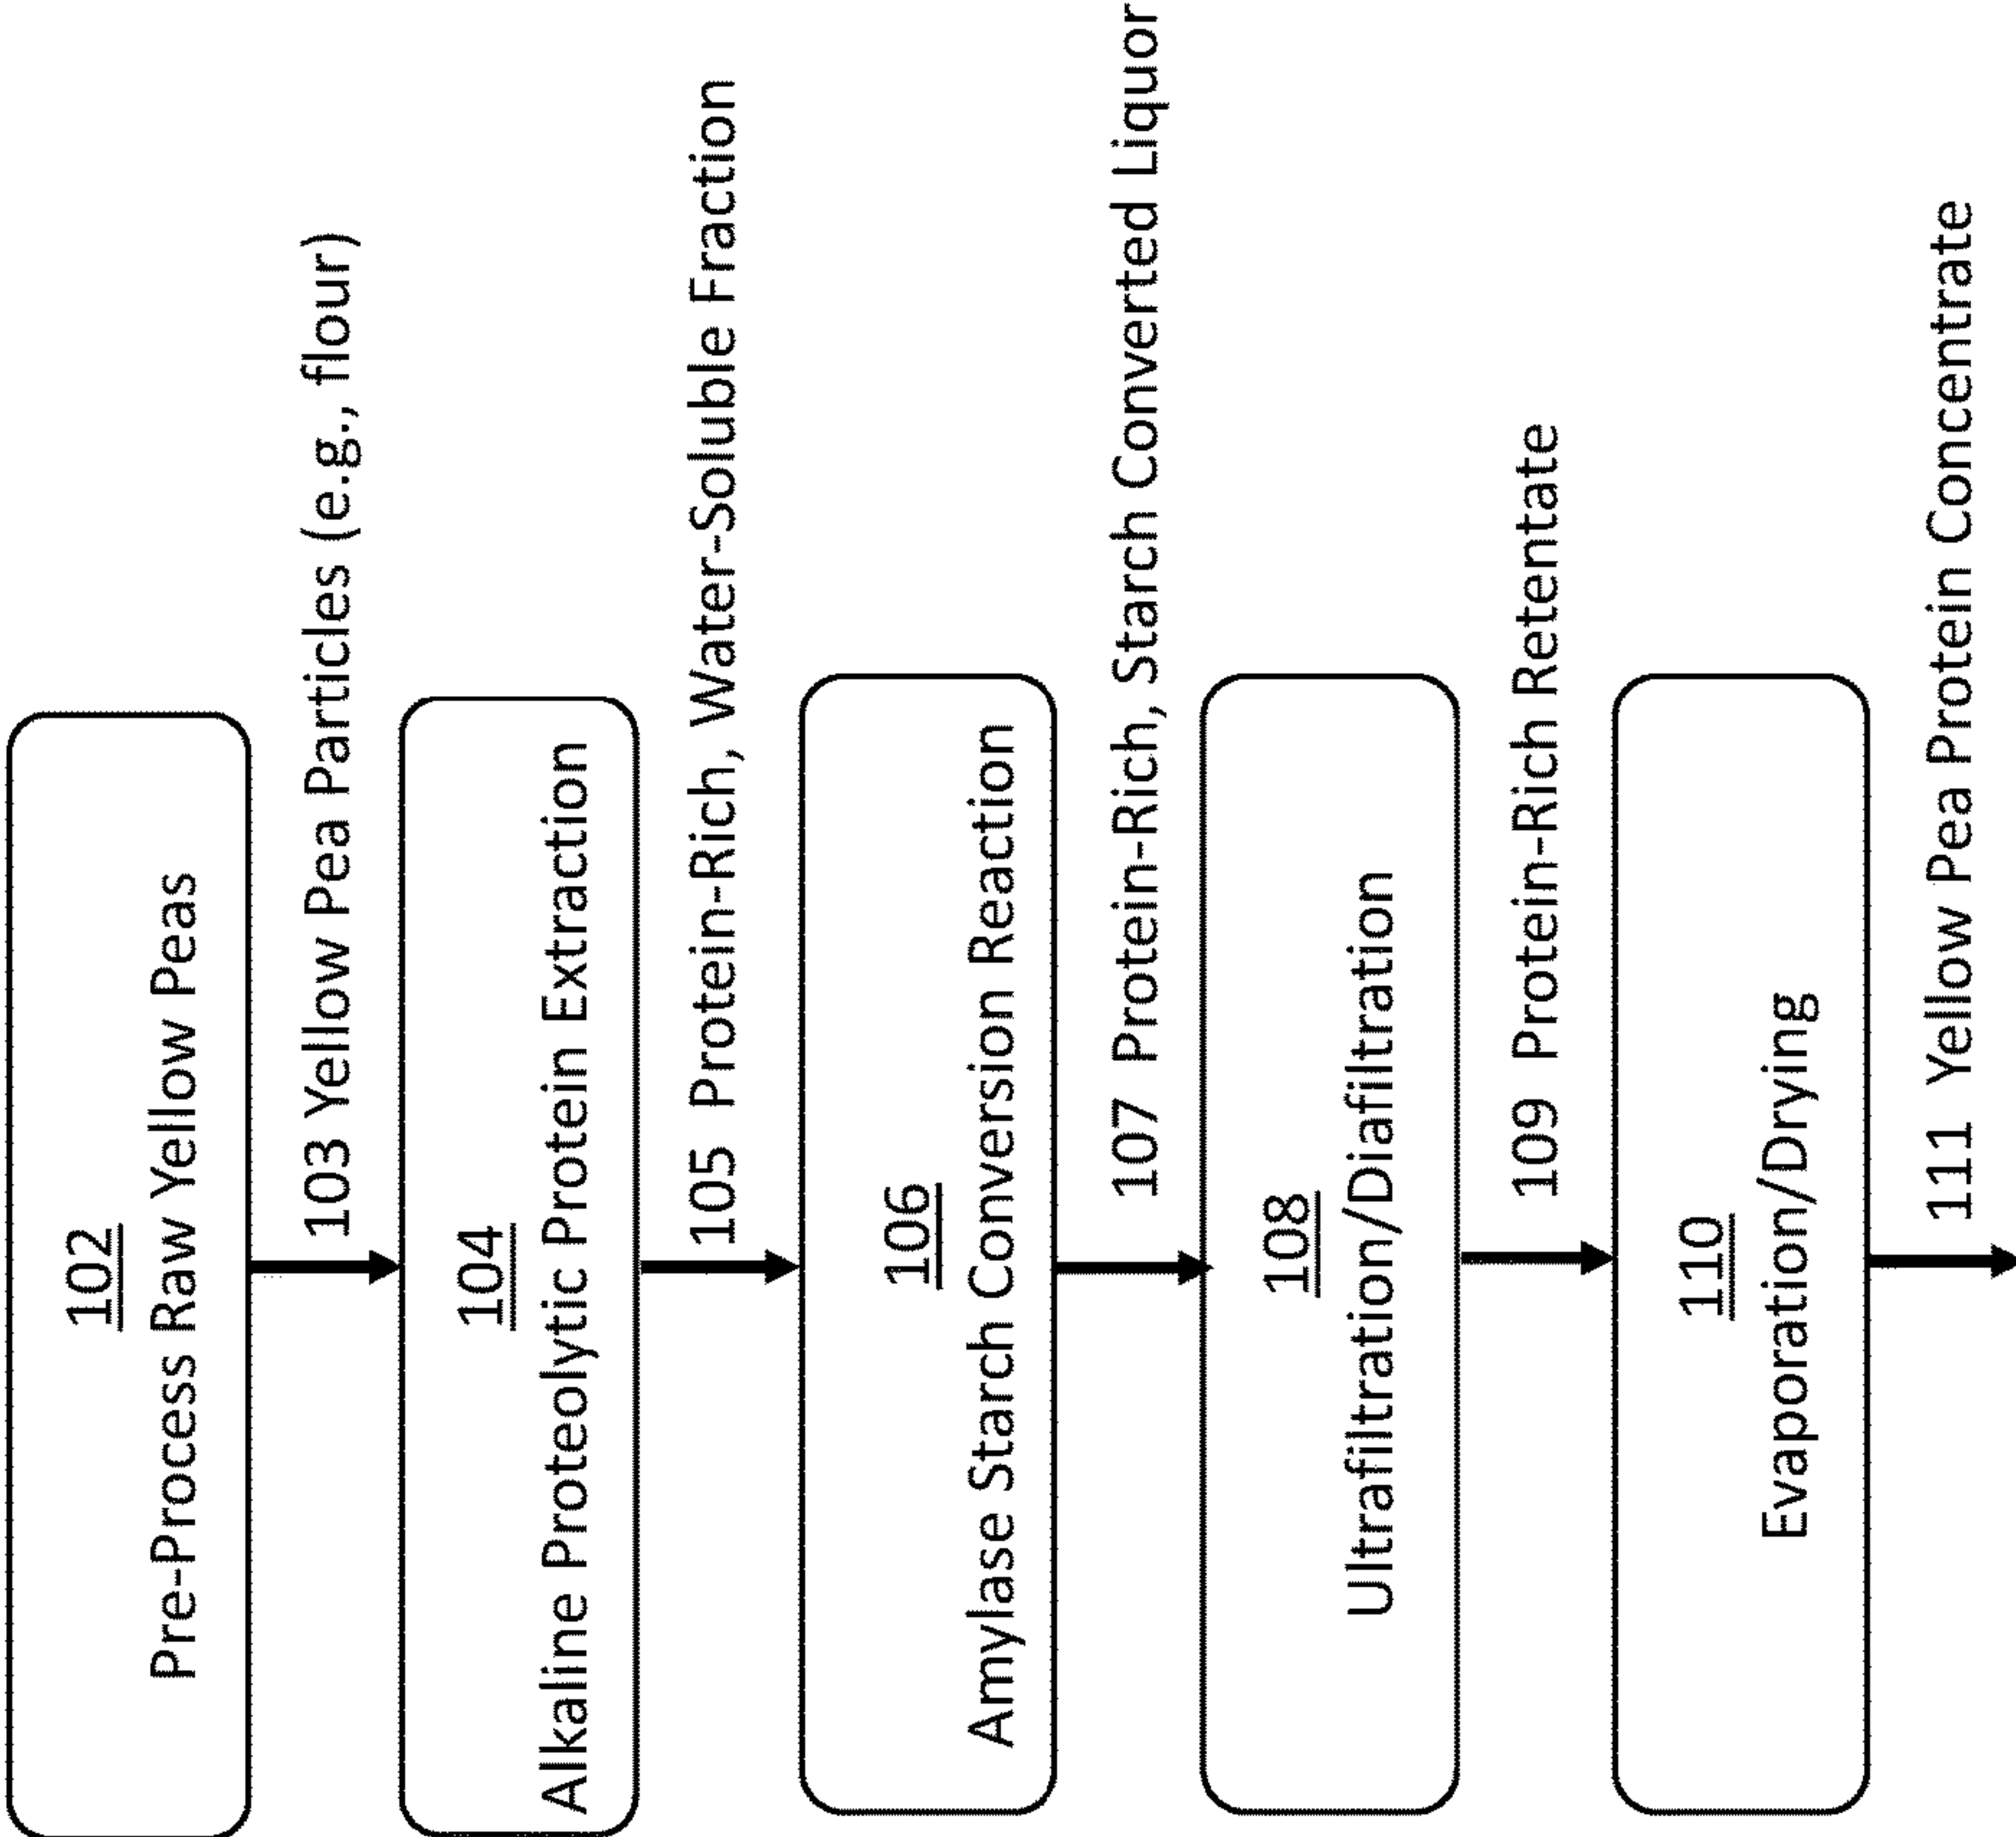 102
Pre-Process Raw Yellow Peas
103 Yellow Pea Particles (e.g., flour)
104
Alkaline Proteolytic Protein Extraction
105 Protein-Rich, Water-Soluble Fraction
106
Amylase Starch Conversion Reaction
107 Protein-Rich, Starch Converted Liquor
108
Ultrafiltration/Diafiltration
109 Protein-Rich Retentate
110
Evaporation/Drying
111 Yellow Pea Protein Concentrate